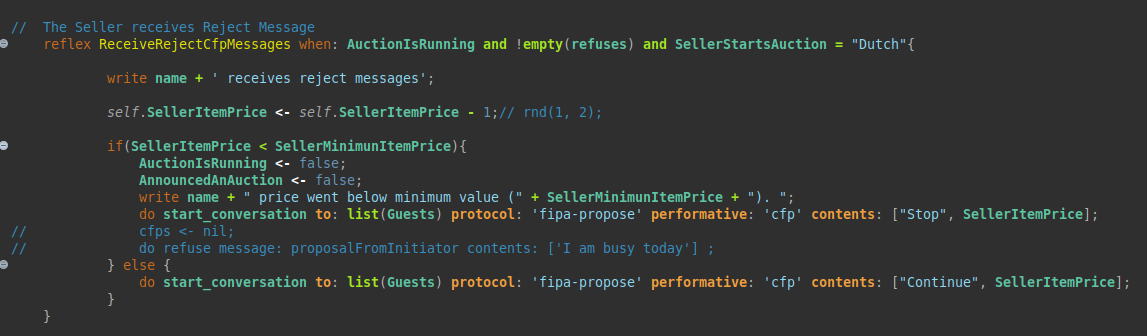 //  The Seller receives Reject Message
    reflex ReceiveRejectCfpMessages when: AuctionIsRunning and !empty(refuses) and SellerStartsAuction = "Dutch"{
            write name + ' receives reject messages';
            self.SellerItemPrice <- self.SellerItemPrice - 1;// rnd(1, 2);
            if(SellerItemPrice < SellerMinimunItemPrice){
                AuctionIsRunning <- false;
                AnnouncedAnAuction <- false;
                write name + " price went below minimum value (" + SellerMinimunItemPrice + "). ";
                do start_conversation to: list(Guests) protocol: 'fipa-propose' performative: 'cfp' contents: ["Stop", SellerItemPrice];
//              cfps <- nil;
//              do refuse message: proposalFromInitiator contents: ['I am busy today'] ;
            } else {
                do start_conversation to: list(Guests) protocol: 'fipa-propose' performative: 'cfp' contents: ["Continue", SellerItemPrice];
            }
    }